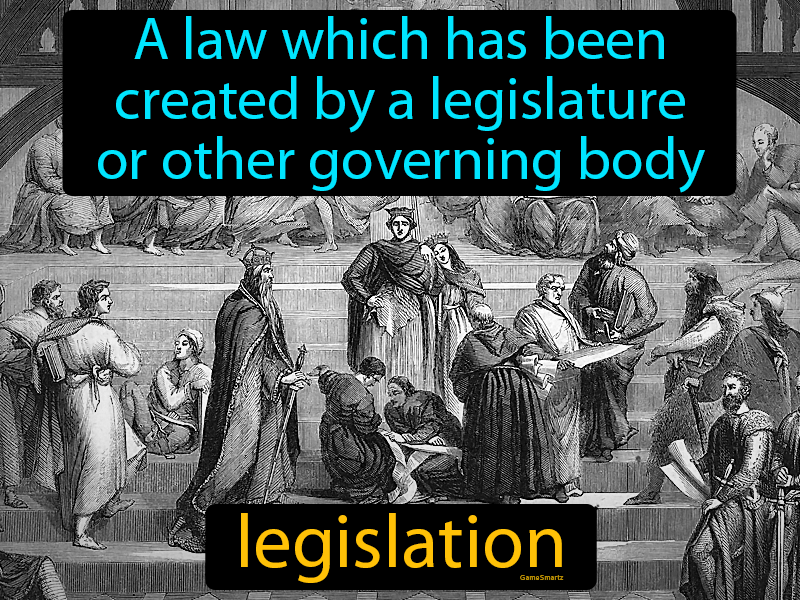 A law which has been
created by a legislature
or other governing body
legislation
GameSmartz